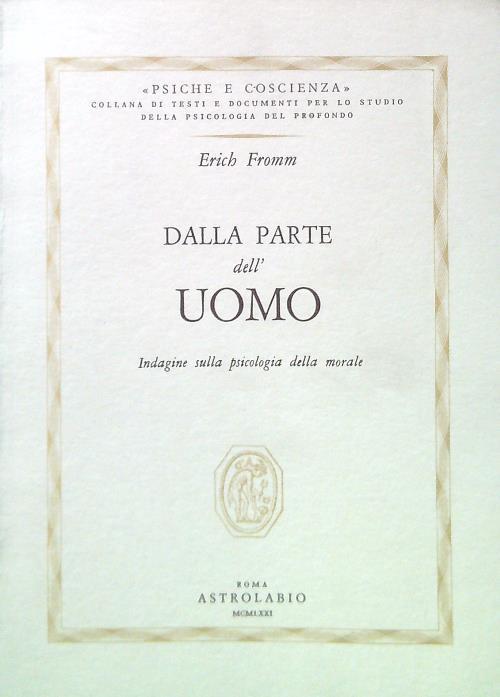 «PSICHE E COSCIENZA»
COLLANA DI TESTI E DOCUMENTI PER LO STUDIO
DELLA PSICOLOGIA DEL PROFONDO
Erich Fromm
DALLA PARTE
dell'
UOMO
Indagine sulla psicologia della morale
ROMA
ASTROLABIO
MCMLXXI